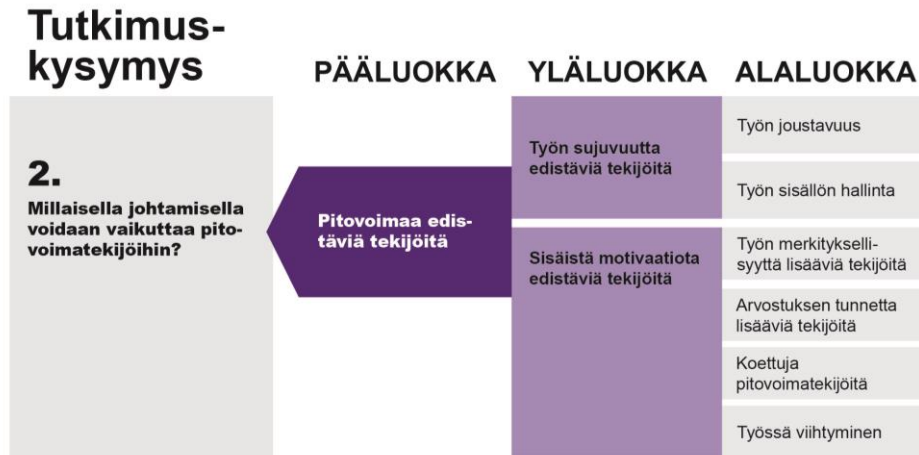 Tutkimus-
kysymys
PÄÄLUOKKA
YLÄLUOKKA
ALALUOKKA
2.
Millaisella johtamisella
voidaan vaikuttaa pito-
voimatekijöihin?
Pitovoimaa edis-
täviä tekijöitä
Työn sujuvuutta
edistäviä tekijöitä
Sisäistä motivaatiota
edistäviä tekijöitä
Työn joustavuus
Työn sisällön hallinta
Työn merkityksellі-
syyttä lisääviä tekijöitä
Arvostuksen tunnetta
lisääviä tekijöitä
Koettuja
pitovoimatekijöitä
Työssä viihtyminen